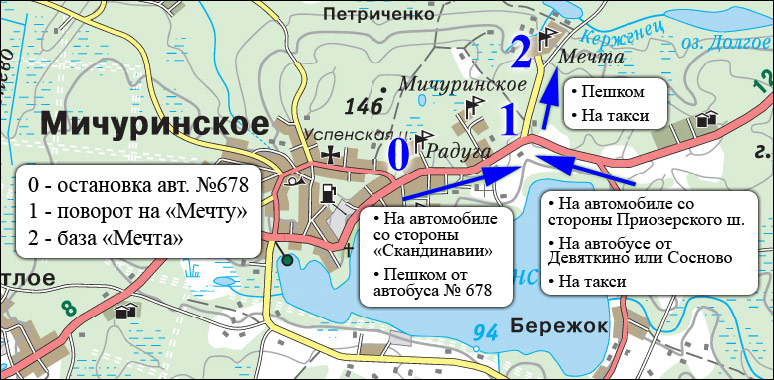 Петриченко
Керженец
оз. Долгое
2
Мечта
Мичуринское
• Пешком
• На такси
12
146
1
Мичуринское
Успенская ц.
0
Радуга
г.
0 - остановка авт. №678
1 - поворот на «Мечту»
2 - база «Мечта»
• На автомобиле
со стороны
«Скандинавии»
• Пешком от
автобуса № 678
• На автомобиле со
стороны Приозерского ш.
• На автобусе от
Девяткино или Сосново
• На такси
тлое
8
94
Бережок